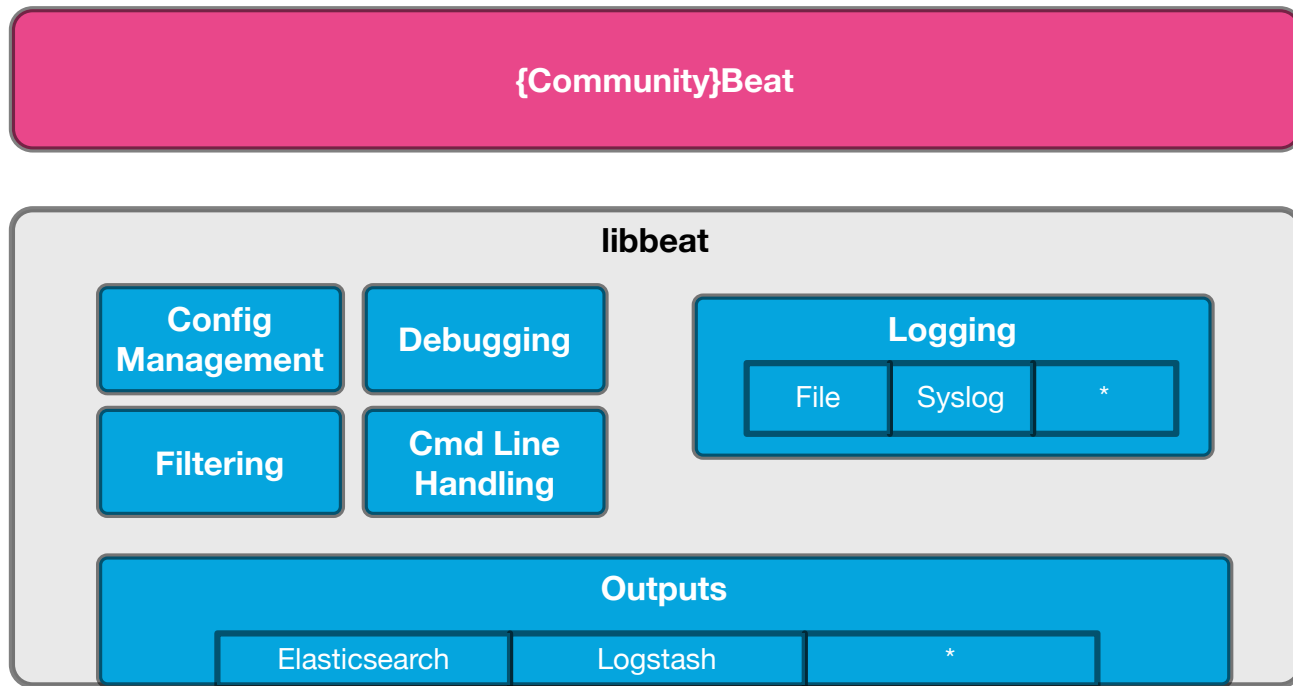 {Community}Beat
libbeat
Config
Management
Debugging
Filtering
Cmd Line
Handling
Logging
File
Syslog
*
Outputs
Elasticsearch
Logstash
*